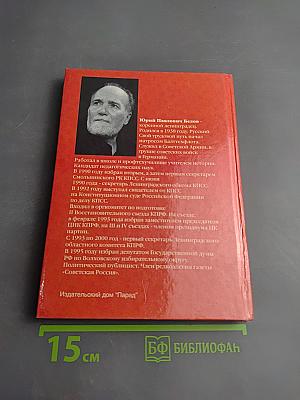 Юрий Павлович Белов -
коренной ленинградец.
Родился в 1938 году. Русский.
Свой трудовой путь начал
матросом Балттехфлота.
Служил в Советской Армии, в
группе советских войск
в Германии.
Работал в школе и профтехучилище учителем истории.
Кандидат педагогических наук.
В 1990 году избран вторым, а затем первым секретарем
Смольнинского РК КПСС. С июня
1990 года - секретарь Ленинградского обкома КПСС.
В 1992 году выступил свидетелем от КПСС
на Конституционном суде Российской Федерации
по делу КПСС.
Входил в оргкомитет по подготовке
II Восстановительного съезда КПРФ. На съезде,
в феврале 1993 года избран заместителем председателя
ЦИК КПРФ, на III и IV съездах - членом президиума ЦК
партии.
С 1993 по 2000 год - первый секретарь Ленинградского
областного комитета КПРФ.
В 1995 году избран депутатом Государственной думы
РФ по Волховскому избирательному округу.
Политический публицист. Член редколлегии газеты
«Советская Россия».
Издательский дом "Парад"
15 см
БФ БИБЛИОФАН